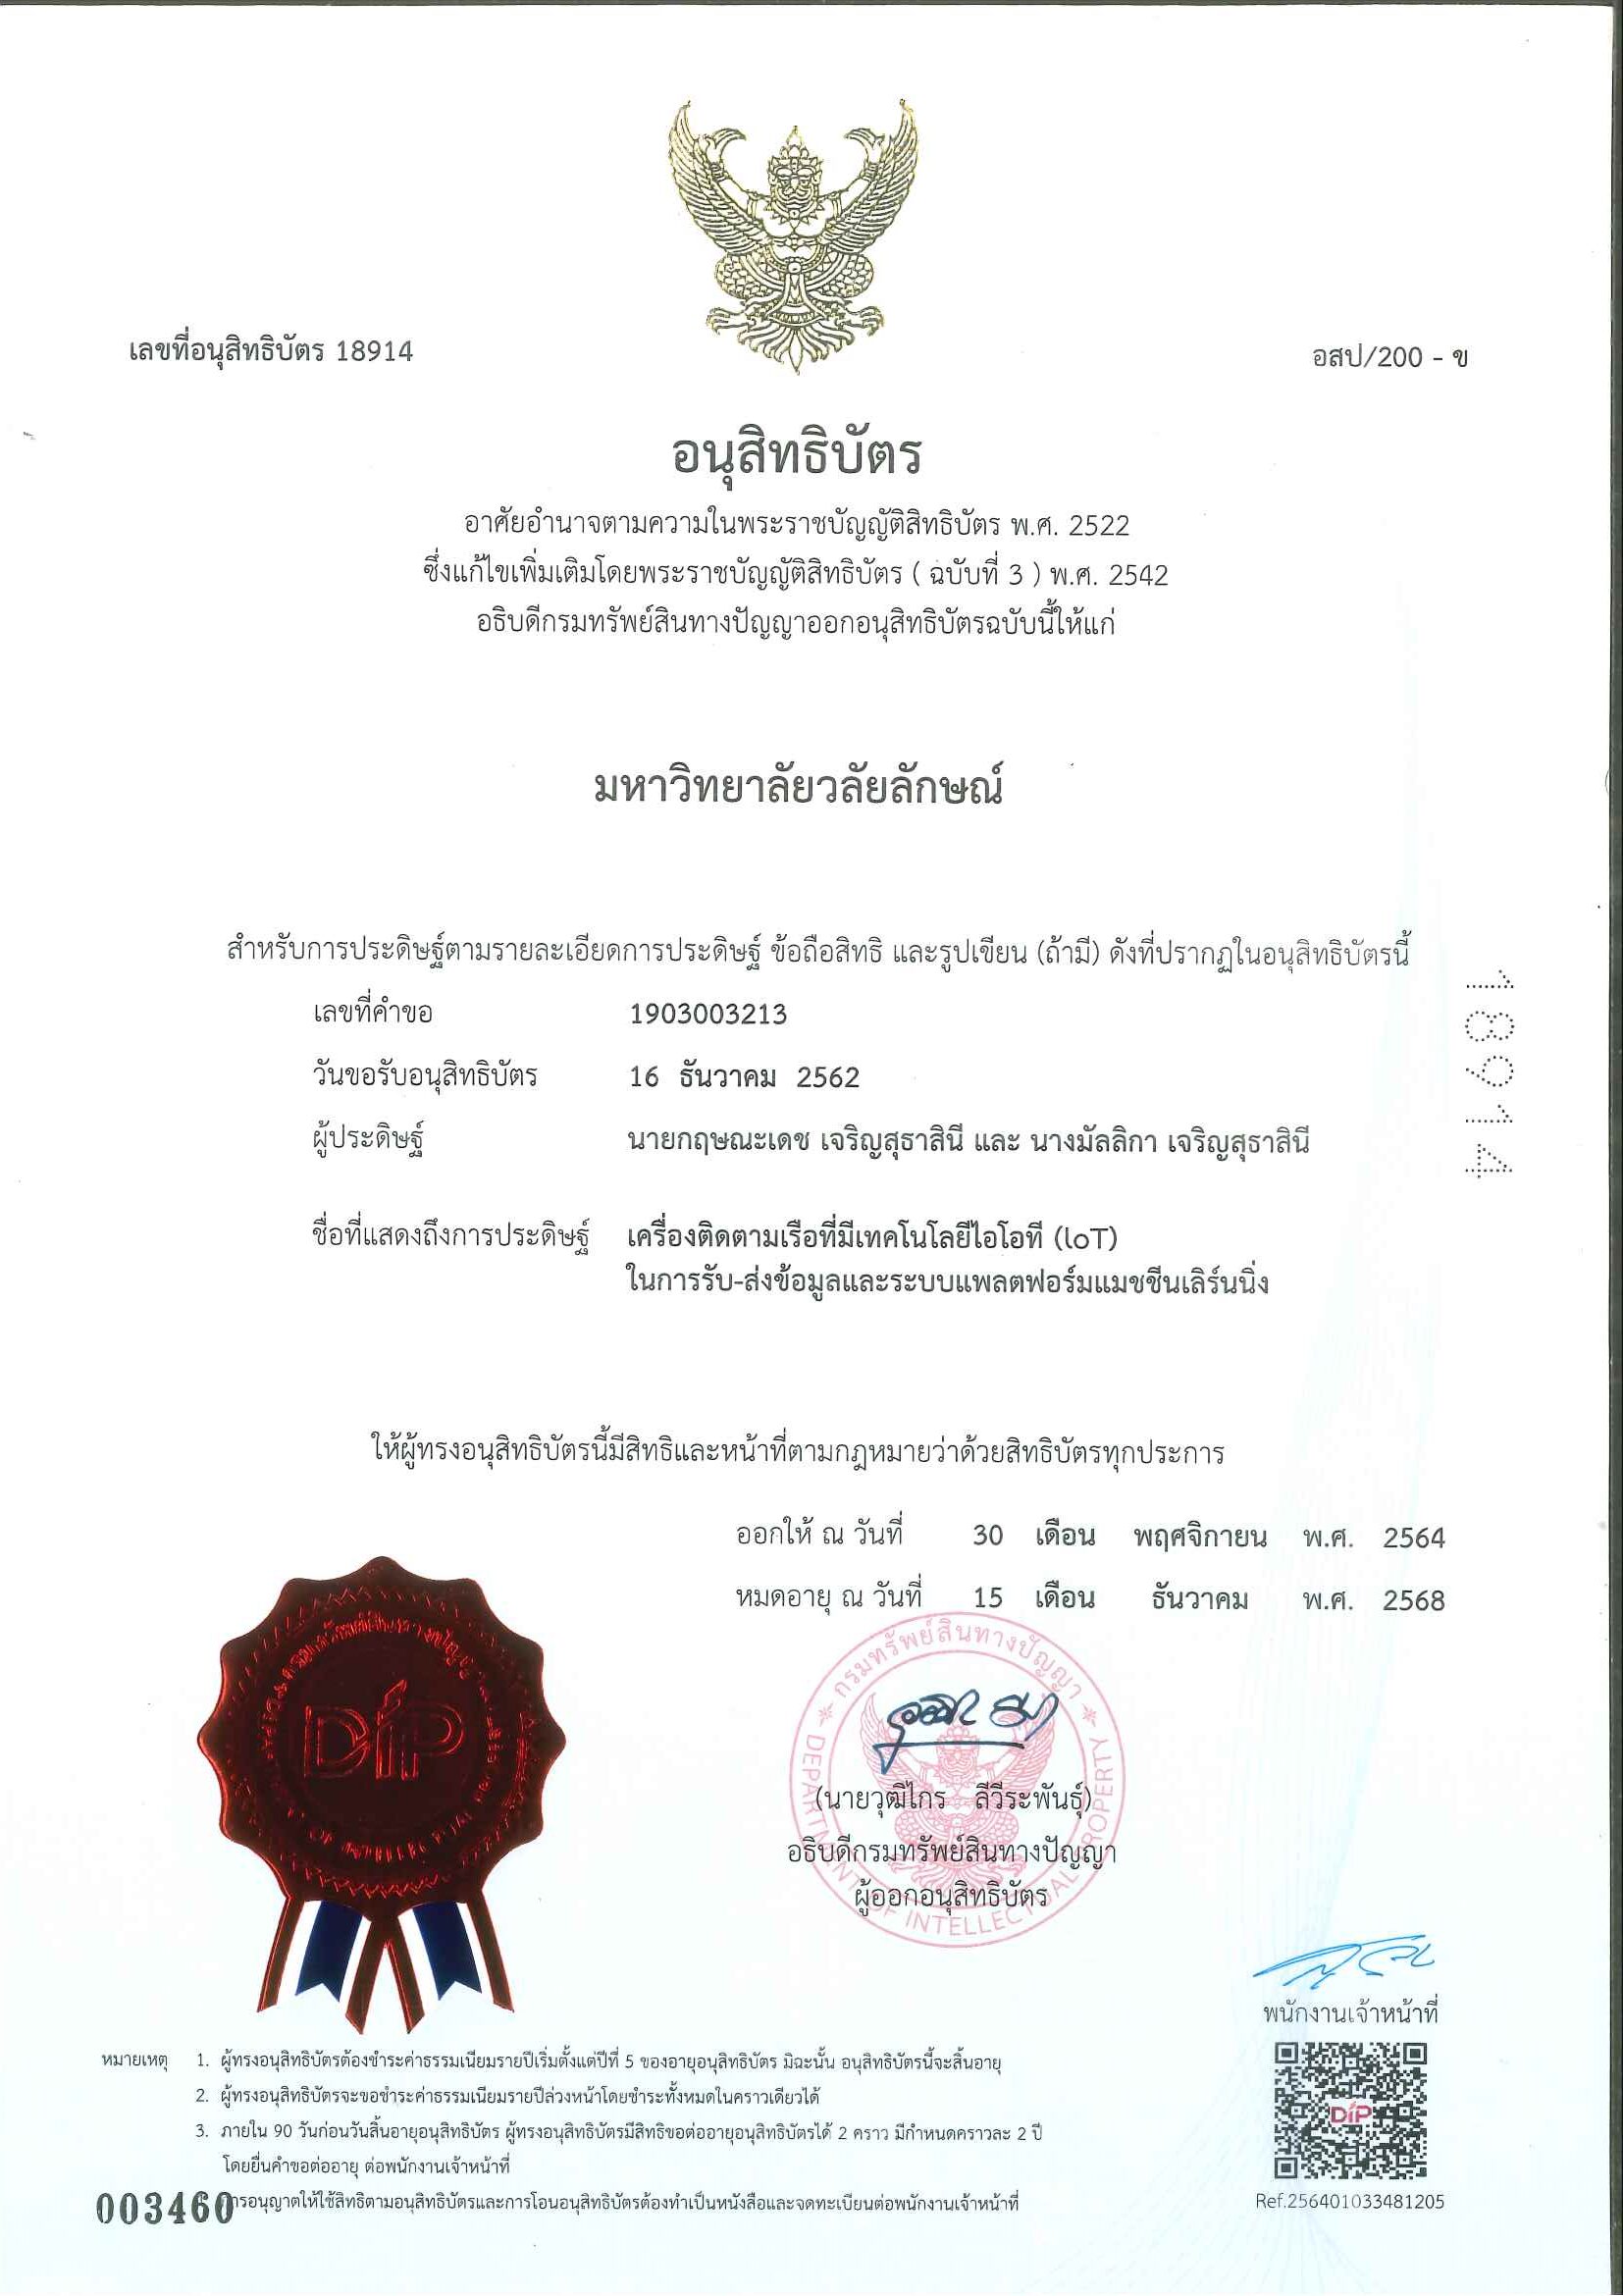 เลขที่อนุสิทธิบัตร 18914
อสป/200 - ข
อนุสิทธิบัตร
อาศัยอำนาจตามความในพระราชบัญญัติสิทธิบัตร พ.ศ. 2522
ซึ่งแก้ไขเพิ่มเติมโดยพระราชบัญญัติสิทธิบัตร ( ฉบับที่ 3 ) พ.ศ. 2542
อธิบดีกรมทรัพย์สินทางปัญญาออกอนุสิทธิบัตรฉบับนี้ให้แก่
มหาวิทยาลัยวลัยลักษณ์
สำหรับการประดิษฐ์ตามรายละเอียดการประดิษฐ์ ข้อถือสิทธิ และรูปเขียน (ถ้ามี) ดังที่ปรากฏในอนุสิทธิบัตรนี้
เลขที่คำขอ 1903003213
วันขอรับอนุสิทธิบัตร 16 ธันวาคม 2562
ผู้ประดิษฐ์ นายกฤษณะเดช เจริญสุธาสินี และ นางมัลลิกา เจริญสุธาสินี
18914
ชื่อที่แสดงถึงการประดิษฐ์ เครื่องติดตามเรือที่มีเทคโนโลยีไอโอที (loT)
ในการรับ-ส่งข้อมูลและระบบแพลตฟอร์มแมชชีนเลิร์นนิ่ง
ให้ผู้ทรงอนุสิทธิบัตรนี้มีสิทธิและหน้าที่ตามกฎหมายว่าด้วยสิทธิบัตรทุกประการ
ออกให้ ณ วันที่ 30 เดือน พฤศจิกายน พ.ศ. 2564
หมดอายุ ณ วันที่ 15 เดือน ธันวาคม พ.ศ. 2568
กรมทรัพย์สินทางปัญญา
DEPARTMENT OF INTELLECTUAL PROPERTY
DIP
(นายวุฒิไกร ลีวีระพันธุ์)
อธิบดีกรมทรัพย์สินทางปัญญา
ผู้ออกอนุสิทธิบัตร
พนักงานเจ้าหน้าที่
หมายเหตุ 1. ผู้ทรงอนุสิทธิบัตรต้องชำระค่าธรรมเนียมรายปีเริ่มตั้งแต่ปีที่ 5 ของอายุอนุสิทธิบัตร มิฉะนั้น อนุสิทธิบัตรนี้จะสิ้นอายุ
2. ผู้ทรงอนุสิทธิบัตรจะขอชำระค่าธรรมเนียมรายปีล่วงหน้าโดยชำระทั้งหมดในคราวเดียวได้
3. ภายใน 90 วันก่อนวันสิ้นอายุอนุสิทธิบัตร ผู้ทรงอนุสิทธิบัตรมีสิทธิขอต่ออายุอนุสิทธิบัตรได้ 2 คราว มีกำหนดคราวละ 2 ปี
โดยยื่นคำขอต่ออายุ ต่อพนักงานเจ้าหน้าที่
การอนุญาตให้ใช้สิทธิตามอนุสิทธิบัตรและการโอนอนุสิทธิบัตรต้องทำเป็นหนังสือและจดทะเบียนต่อพนักงานเจ้าหน้าที่
003460
DIP
Ref.256401033481205